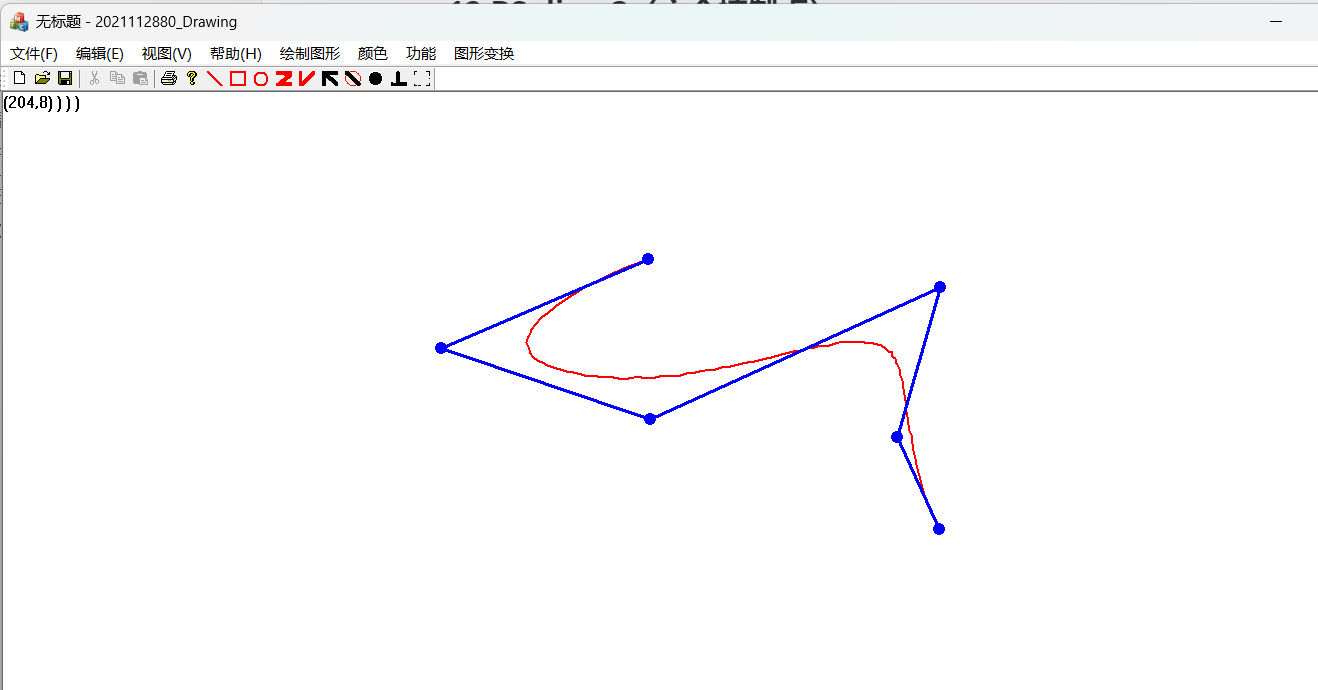 无标题 - 2021112880_Drawing
文件(F) 编辑(E) 视图(V) 帮助(H) 绘制图形 颜色 功能 图形变换
(204,8) ) ) )